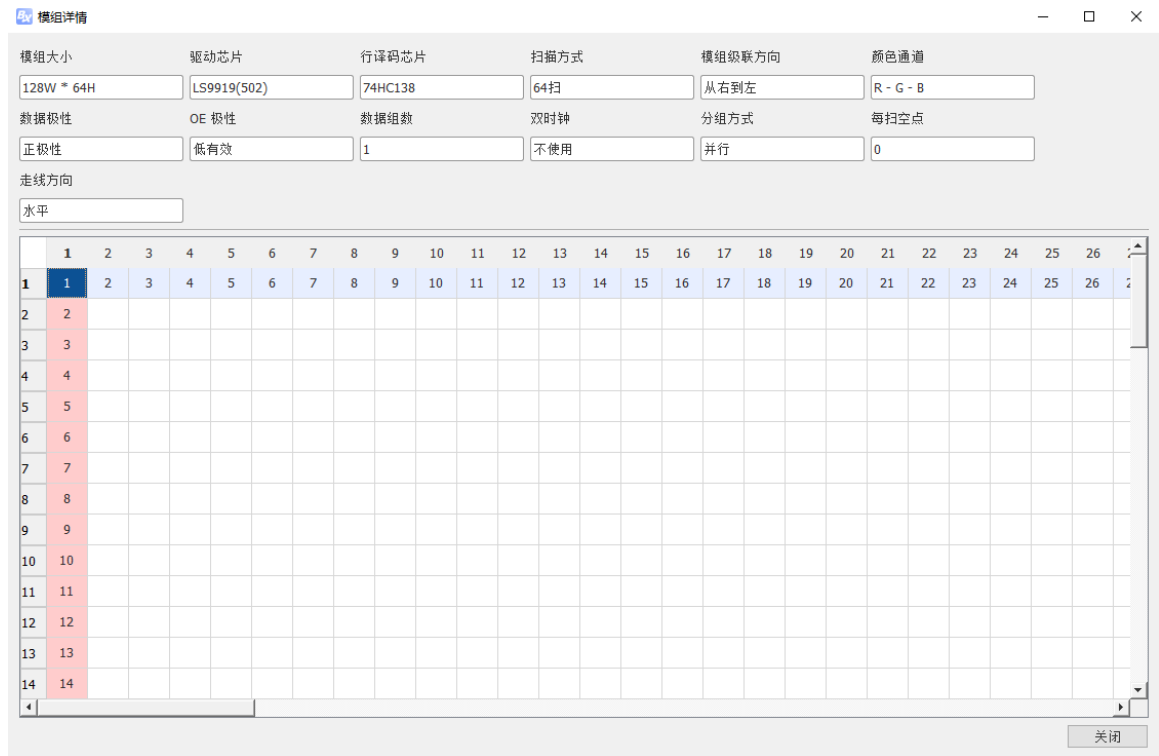 BX 模组详情
模组大小 驱动芯片 行译码芯片 扫描方式 模组级联方向 颜色通道
128W * 64H LS9919(502) 74HC138 64扫 从右到左 R - G - B
数据极性 OE 极性 数据组数 双时钟 分组方式 每扫空点
正极性 低有效 1 不使用 并行 0
走线方向
水平
1 2 3 4 5 6 7 8 9 10 11 12 13 14 15 16 17 18 19 20 21 22 23 24 25 26
1 1 2 3 4 5 6 7 8 9 10 11 12 13 14 15 16 17 18 19 20 21 22 23 24 25 26
2 2
3 3
4 4
5 5
6 6
7 7
8 8
9 9
10 10
11 11
12 12
13 13
14 14
关闭